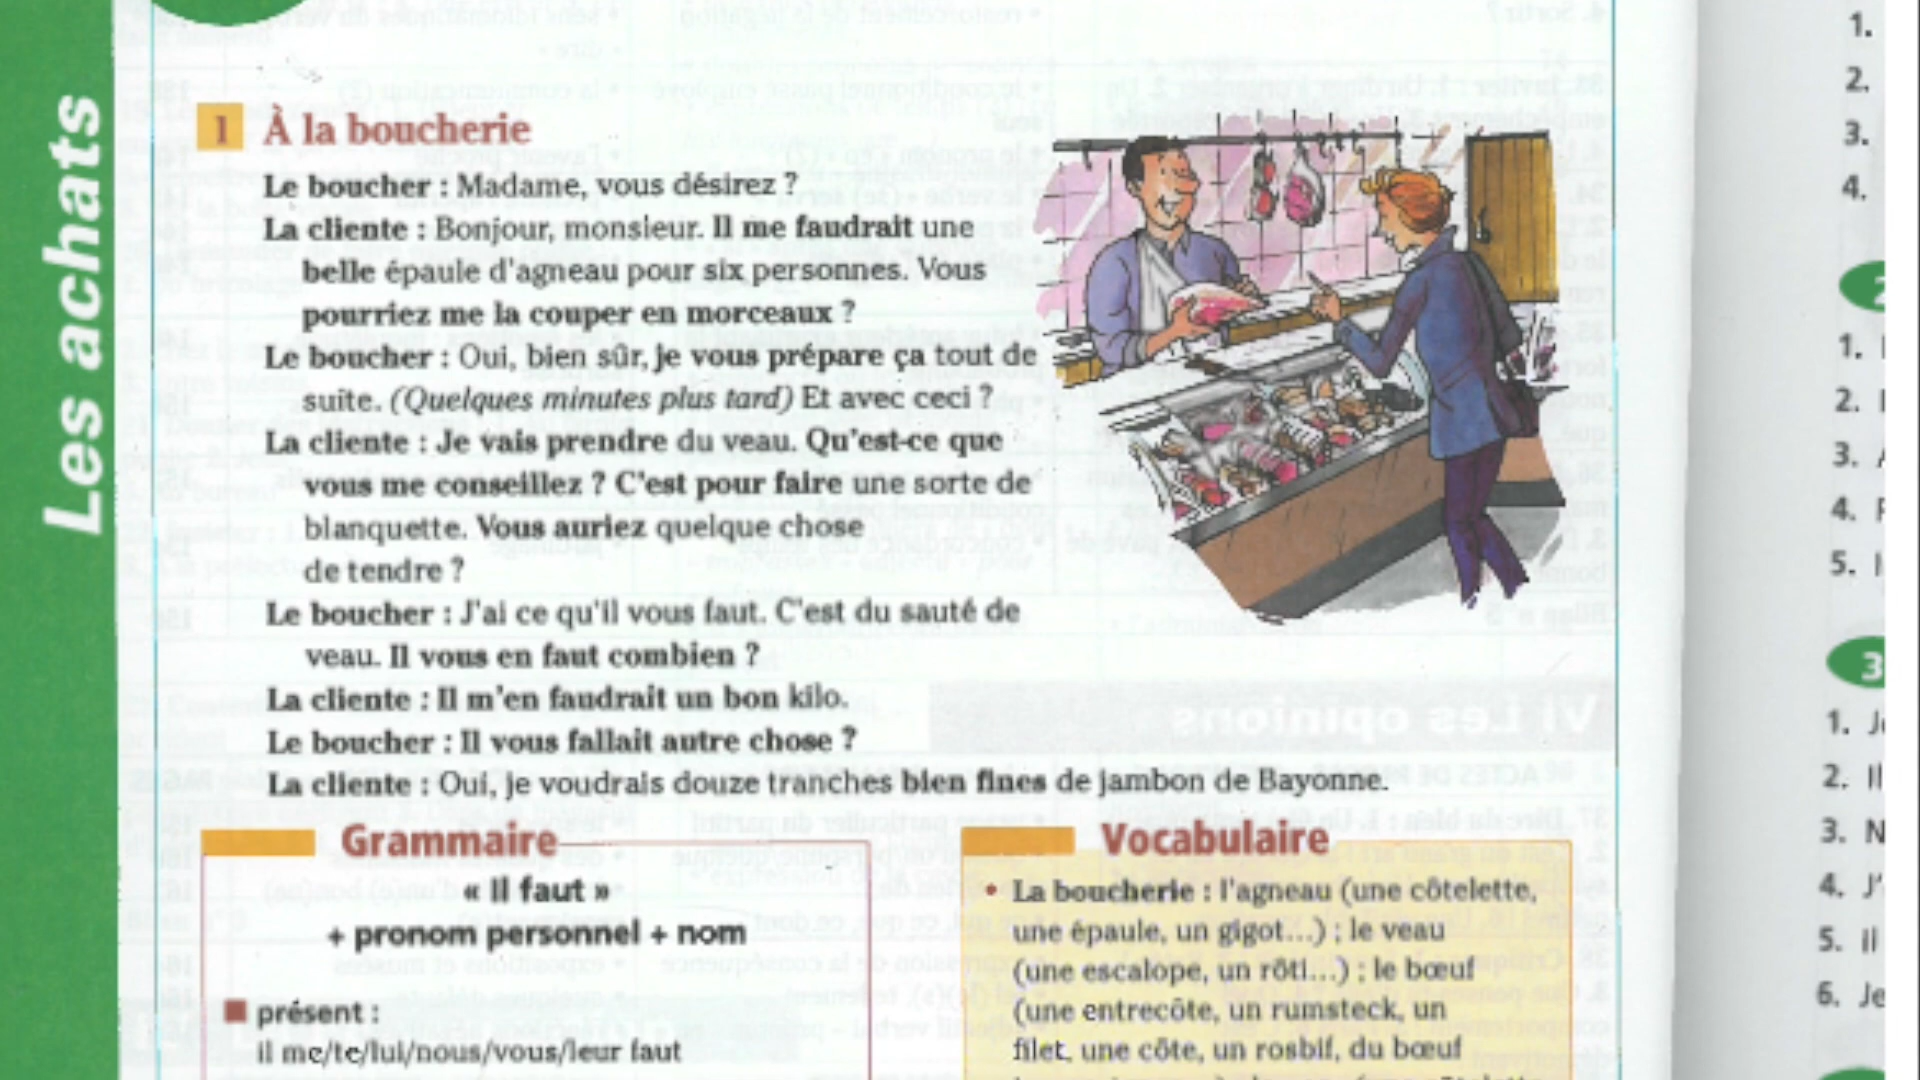 Les achats
1 À la boucherie
Le boucher : Madame, vous désirez ?
La cliente : Bonjour, monsieur. Il me faudrait une
belle épaule d'agneau pour six personnes. Vous
pourriez me la couper en morceaux ?
Le boucher : Oui, bien sûr, je vous prépare ça tout de
suite. (Quelques minutes plus tard) Et avec ceci ?
La cliente : Je vais prendre du veau. Qu'est-ce que
vous me conseillez ? C'est pour faire une sorte de
blanquette. Vous auriez quelque chose
de tendre ?
Le boucher : J'ai ce qu'il vous faut. C'est du sauté de
veau. Il vous en faut combien ?
La cliente : Il m'en faudrait un bon kilo.
Le boucher : Il vous fallait autre chose ?
La cliente : Oui, je voudrais douze tranches bien fines de jambon de Bayonne.
Grammaire
« Il faut »
+ pronom personnel + nom
présent :
il me/te/lui/nous/vous/leur faut
Vocabulaire
• La boucherie : l'agneau (une côtelette,
une épaule, un gigot...) ; le veau
(une escalope, un rôti...) ; le bœuf
(une entrecôte, un rumsteck, un
filet, une côte, un rosbif, du bœuf
1.
2.
3.
4.
2
1.
2.
3.
4.
5.
3
1.
2. Il
3.
4. J'
5. Il
6. Je